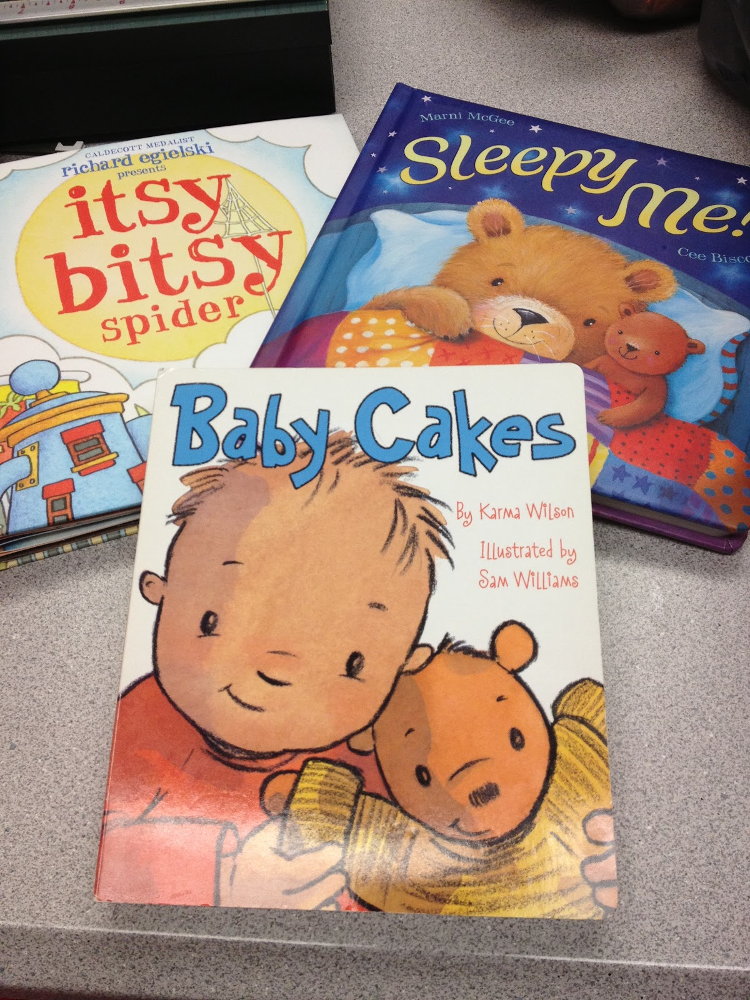 CALDECOTT MEDALIST
richard egielski
presents
itsy
bitsy
spider
Marni McGee
Sleepy
Me!
Cee
Baby Cakes
By Karma Wilson
Illustrated by
Sam Williams